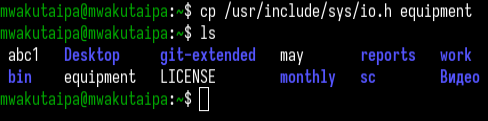 mwakutaipa@mwakutaipa:~$ cp /usr/include/sys/io.h equipment
mwakutaipa@mwakutaipa:~$ ls
abc1 Desktop git-extended may reports work
bin equipment LICENSE monthly sc Видео
mwakutaipa@mwakutaipa:~$